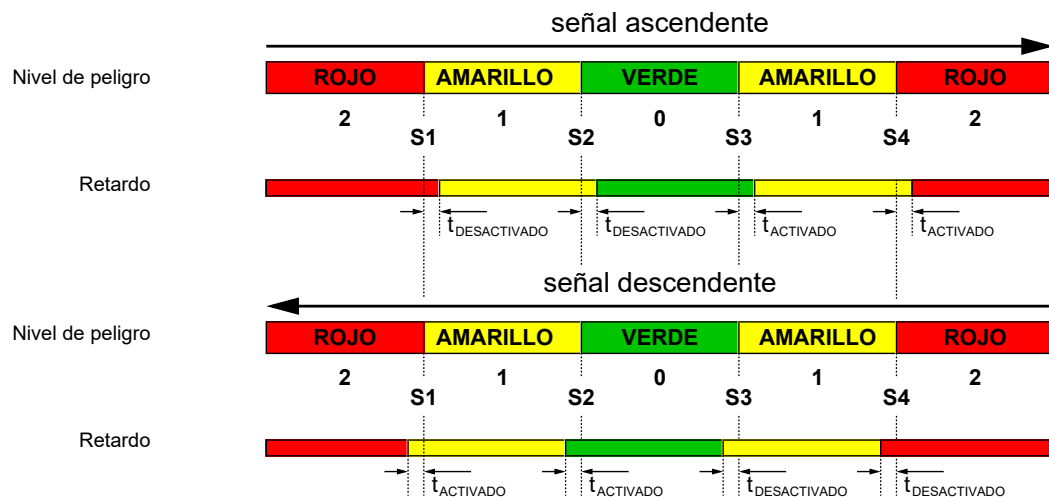 señal ascendente
Nivel de peligro
ROJO AMARILLO VERDE AMARILLO ROJO
2 1 0 1 2
S1 S2 S3 S4
Retardo
tDESACTIVADO tDESACTIVADO tACTIVADO tACTIVADO
señal descendente
Nivel de peligro
ROJO AMARILLO VERDE AMARILLO ROJO
2 1 0 1 2
S1 S2 S3 S4
Retardo
tACTIVADO tACTIVADO tDESACTIVADO tDESACTIVADO